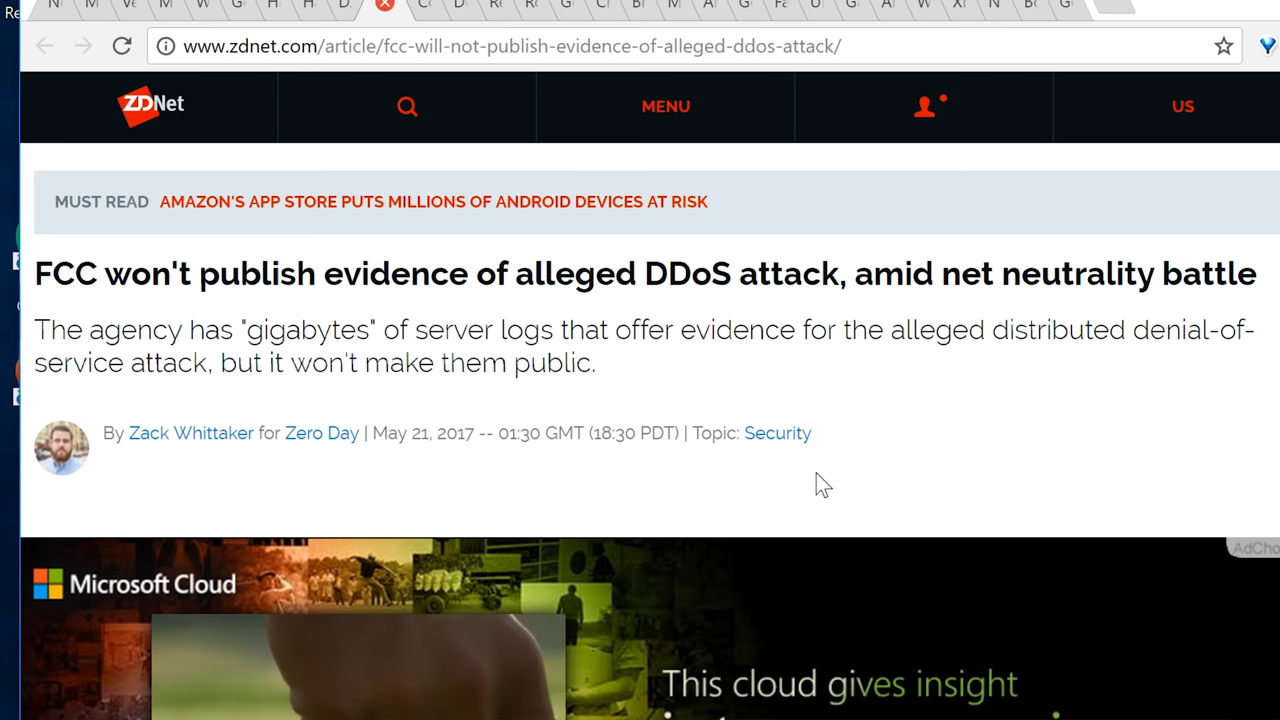 www.zdnet.com/article/fcc-will-not-publish-evidence-of-alleged-ddos-attack/
ZDNet
MENU
US
MUST READ AMAZON'S APP STORE PUTS MILLIONS OF ANDROID DEVICES AT RISK
FCC won't publish evidence of alleged DDoS attack, amid net neutrality battle
The agency has "gigabytes" of server logs that offer evidence for the alleged distributed denial-of-
service attack, but it won't make them public.
By Zack Whittaker for Zero Day | May 21, 2017 -- 01:30 GMT (18:30 PDT) | Topic: Security
AdCho
Microsoft Cloud
This cloud gives insight